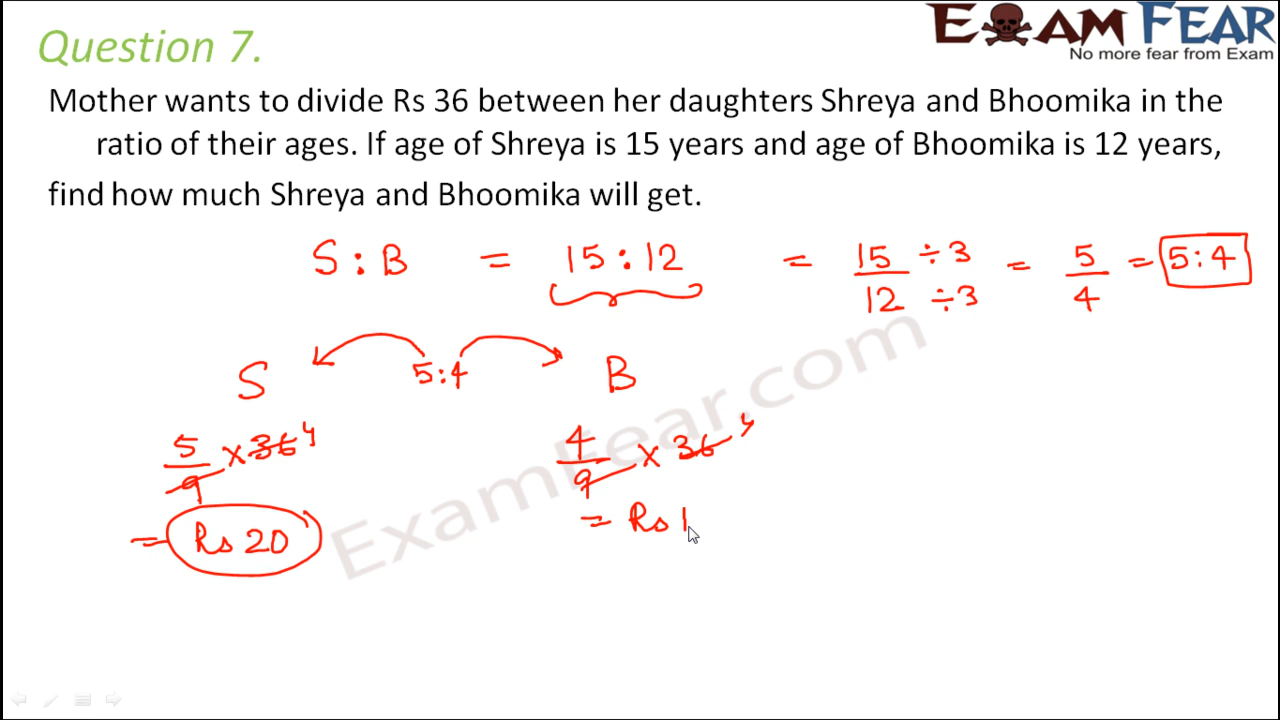 Question 7.
EXAM FEAR
No more fear from Exam
Mother wants to divide Rs 36 between her daughters Shreya and Bhoomika in the
ratio of their ages. If age of Shreya is 15 years and age of Bhoomika is 12 years,
find how much Shreya and Bhoomika will get.
S : B = 15 : 12 = 15 ÷3 / 12 ÷3 = 5/4 = 5:4
S 5:4 B
5/9 × 36 4
4/9 × 36 4
= Rs 20
= Rs 1
ExamFear.com